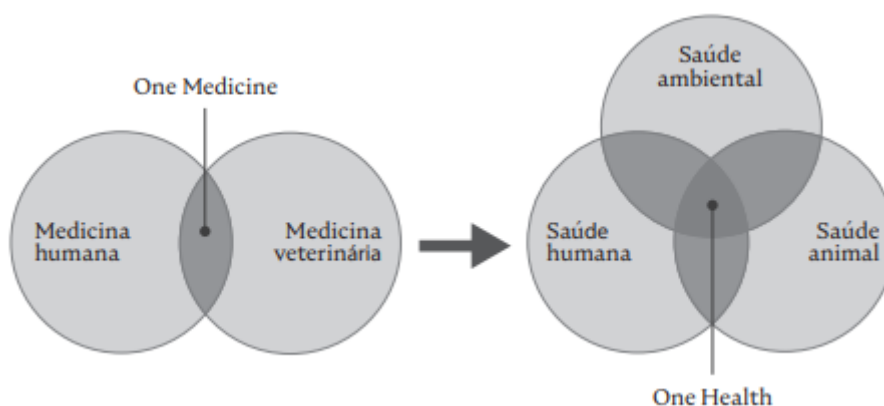 One Medicine
Medicina
humana
Medicina
veterinária
Saúde
ambiental
Saúde
humana
Saúde
animal
One Health